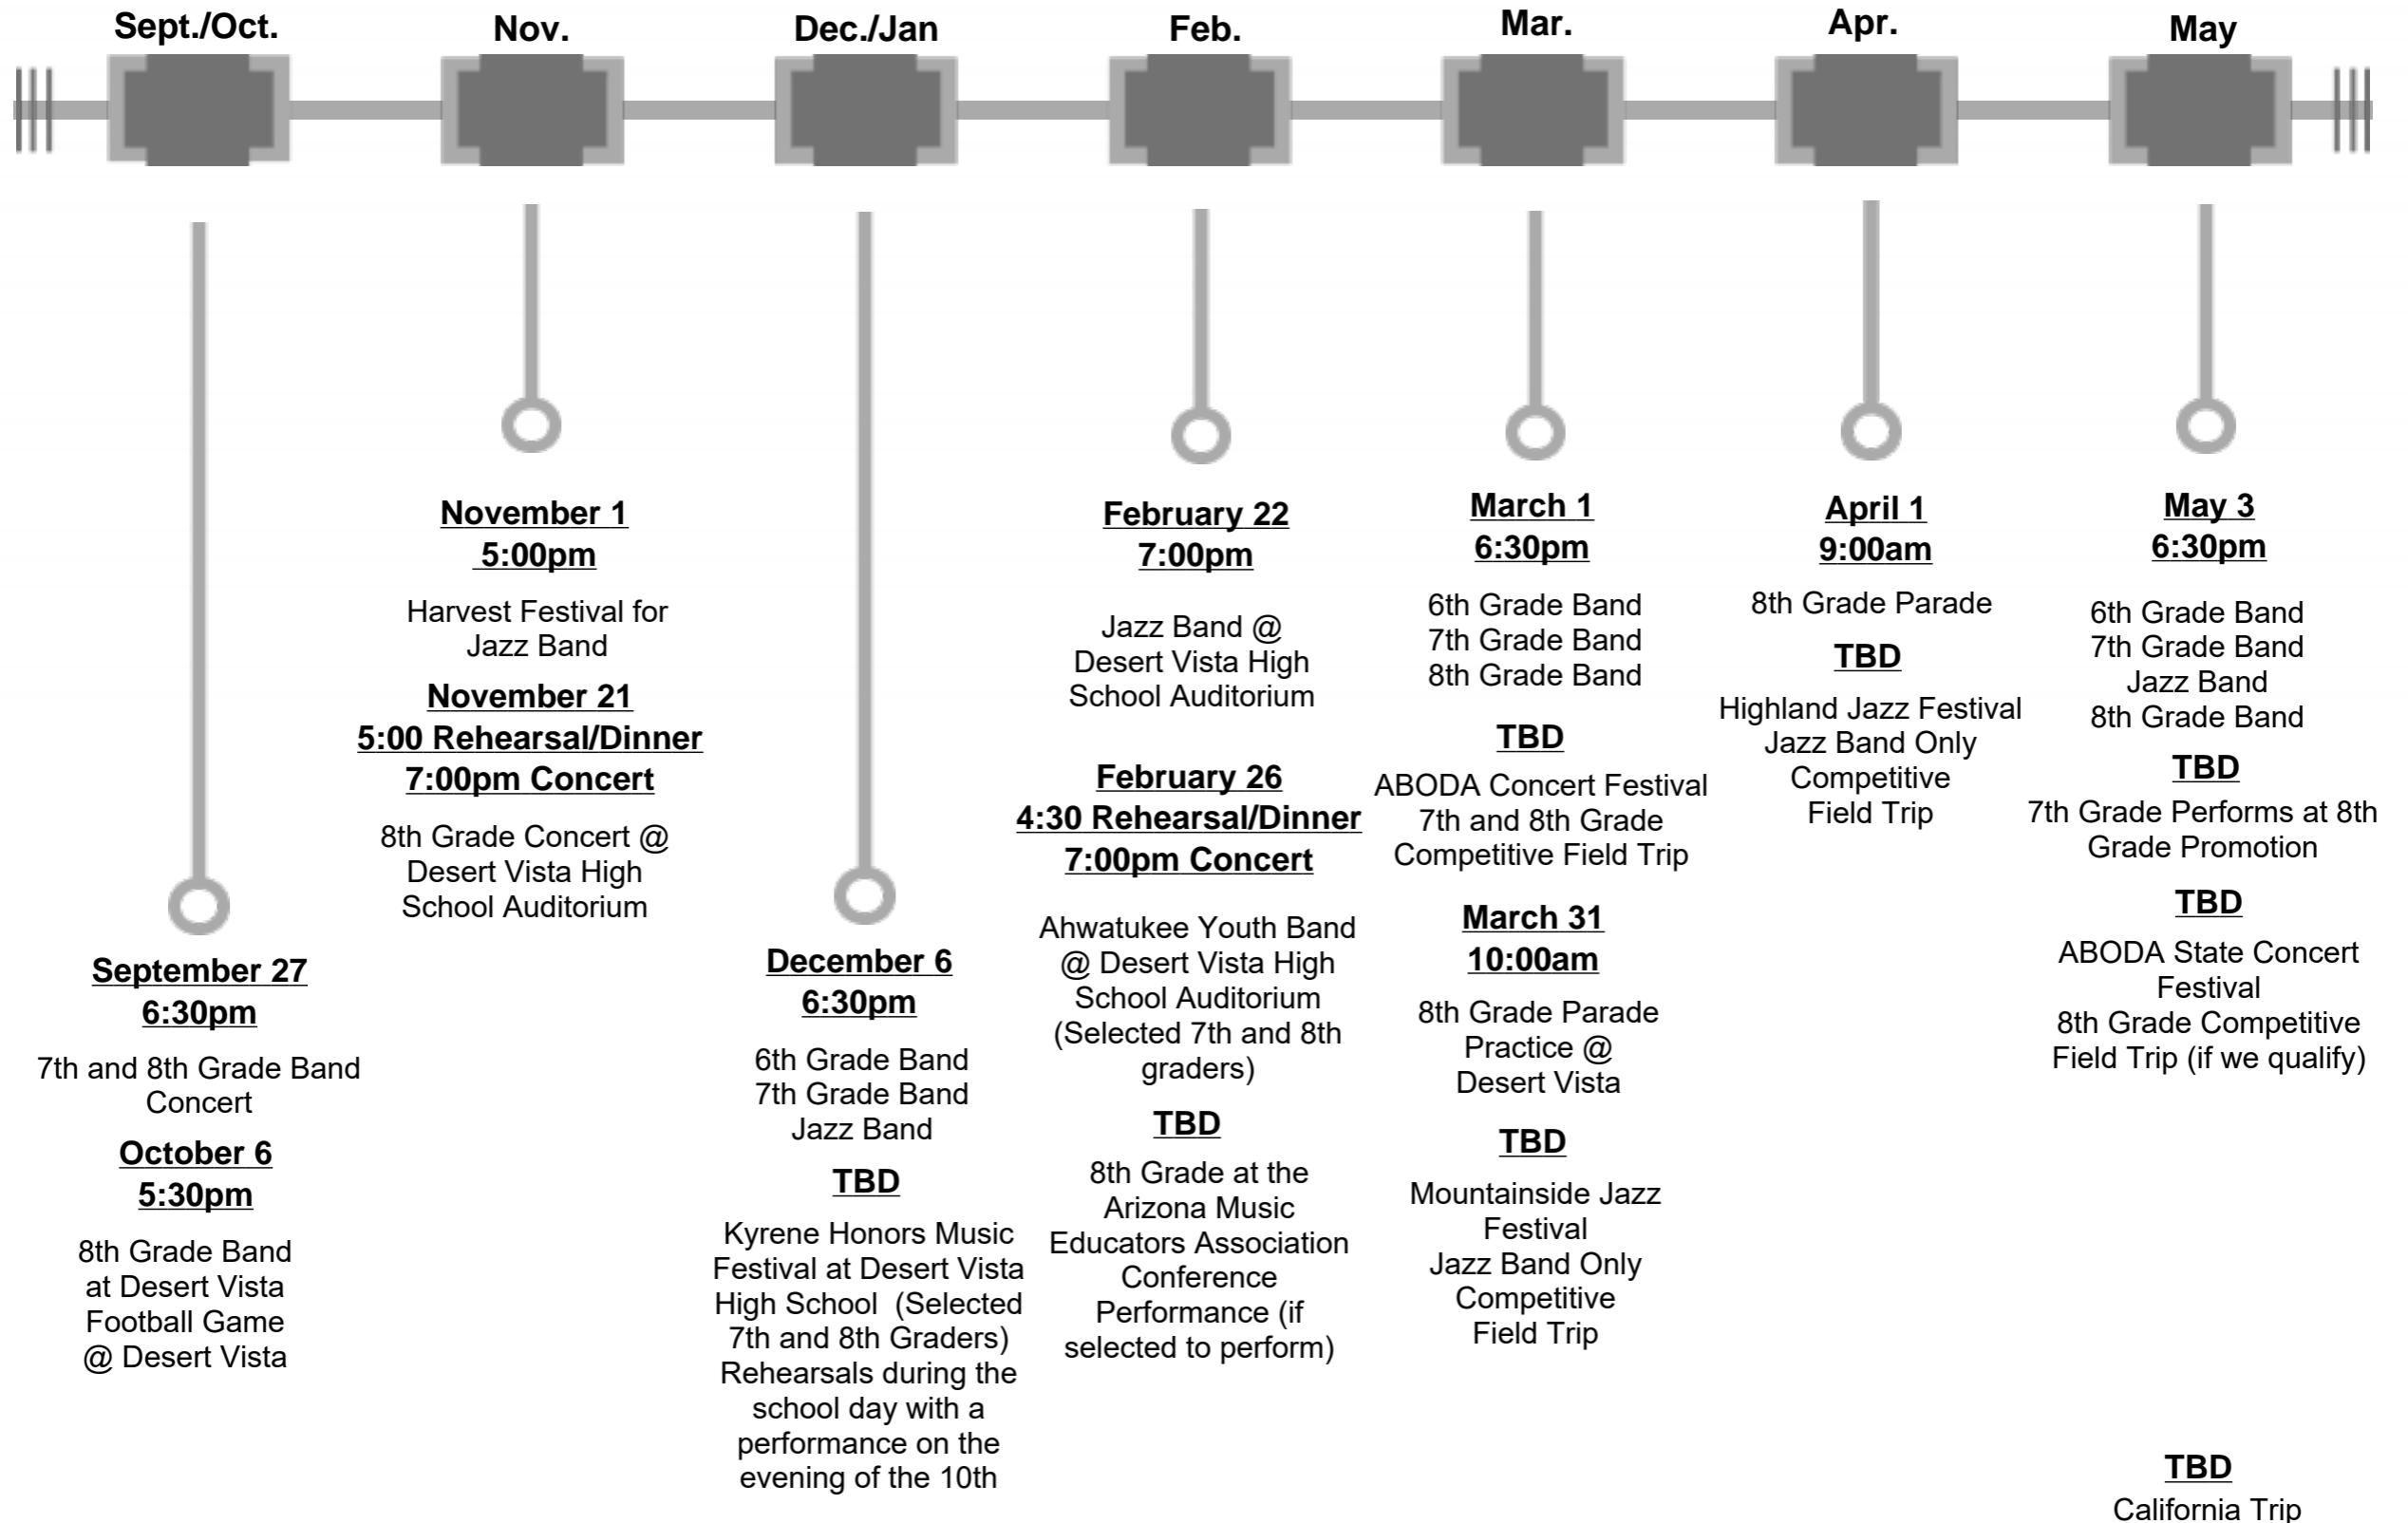 Sept./Oct.
Nov.
Dec./Jan
Feb.
Mar.
Apr.
May
September 27
6:30pm
7th and 8th Grade Band
Concert
October 6
5:30pm
8th Grade Band
at Desert Vista
Football Game
@ Desert Vista
November 1
5:00pm
Harvest Festival for
Jazz Band
November 21
5:00 Rehearsal/Dinner
7:00pm Concert
8th Grade Concert @
Desert Vista High
School Auditorium
December 6
6:30pm
6th Grade Band
7th Grade Band
Jazz Band
TBD
Kyrene Honors Music
Festival at Desert Vista
High School (Selected
7th and 8th Graders)
Rehearsals during the
school day with a
performance on the
evening of the 10th
February 22
7:00pm
Jazz Band @
Desert Vista High
School Auditorium
February 26
4:30 Rehearsal/Dinner
7:00pm Concert
Ahwatukee Youth Band
@ Desert Vista High
School Auditorium
(Selected 7th and 8th
graders)
TBD
8th Grade at the
Arizona Music
Educators Association
Conference
Performance (if
selected to perform)
March 1
6:30pm
6th Grade Band
7th Grade Band
8th Grade Band
TBD
ABODA Concert Festival
7th and 8th Grade
Competitive Field Trip
March 31
10:00am
8th Grade Parade
Practice @
Desert Vista
TBD
Mountainside Jazz
Festival
Jazz Band Only
Competitive
Field Trip
April 1
9:00am
8th Grade Parade
TBD
Highland Jazz Festival
Jazz Band Only
Competitive
Field Trip
May 3
6:30pm
6th Grade Band
7th Grade Band
Jazz Band
8th Grade Band
TBD
7th Grade Performs at 8th
Grade Promotion
TBD
ABODA State Concert
Festival
8th Grade Competitive
Field Trip (if we qualify)
TBD
California Trip